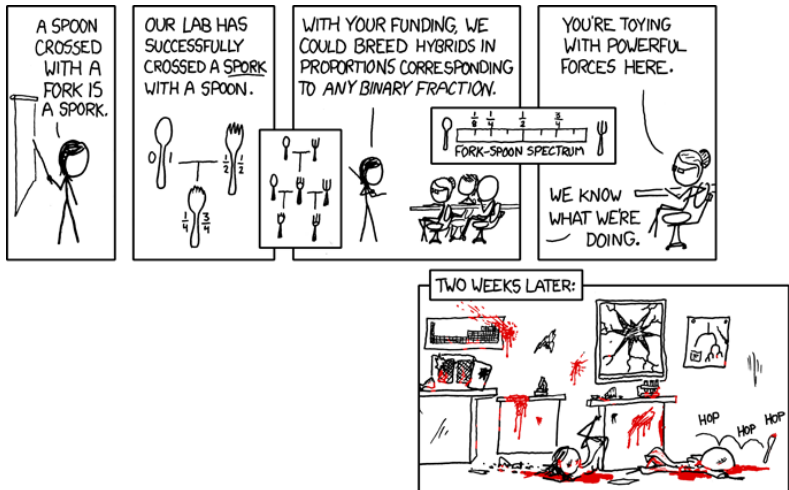 A SPOON
CROSSED
WITH A
FORK IS
A SPORK.
OUR LAB HAS
SUCCESSFULLY
CROSSED A SPORK
WITH A SPOON.
0 1
1/2 1/2
1/4 3/4
WITH YOUR FUNDING, WE
COULD BREED HYBRIDS IN
PROPORTIONS CORRESPONDING
TO ANY BINARY FRACTION.
1/8 1/4 1/2 3/4
FORK-SPOON SPECTRUM
YOU'RE TOYING
WITH POWERFUL
FORCES HERE.
WE KNOW
WHAT WE'RE
DOING.
TWO WEEKS LATER:
HOP
HOP
HOP